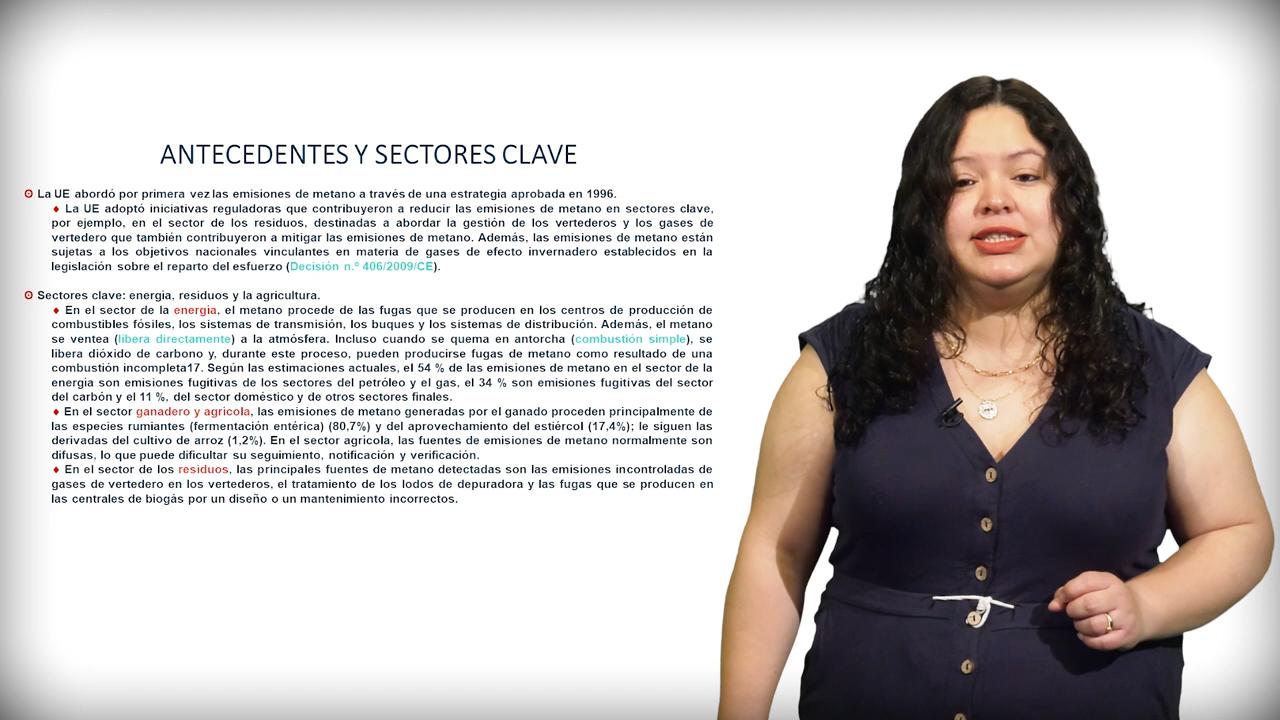 ANTECEDENTES Y SECTORES CLAVE
La UE abordó por primera vez las emisiones de metano a través de una estrategia aprobada en 1996.
♦ La UE adoptó iniciativas reguladoras que contribuyeron a reducir las emisiones de metano en sectores clave,
por ejemplo, en el sector de los residuos, destinadas a abordar la gestión de los vertederos y los gases de
vertedero que también contribuyeron a mitigar las emisiones de metano. Además, las emisiones de metano están
sujetas a los objetivos nacionales vinculantes en materia de gases de efecto invernadero establecidos en la
legislación sobre el reparto del esfuerzo (Decisión n.º 406/2009/CE).
Sectores clave: energia, residuos y la agricultura.
♦ En el sector de la energía, el metano procede de las fugas que se producen en los centros de producción de
combustibles fósiles, los sistemas de transmisión, los buques y los sistemas de distribución. Además, el metano
se ventea (libera directamente) a la atmósfera. Incluso cuando se quema en antorcha (combustión simple), se
libera dióxido de carbono y, durante este proceso, pueden producirse fugas de metano como resultado de una
combustión incompleta17. Según las estimaciones actuales, el 54 % de las emisiones de metano en el sector de la
energía son emisiones fugitivas de los sectores del petróleo y el gas, el 34 % son emisiones fugitivas del sector
del carbón y el 11 %, del sector doméstico y de otros sectores finales.
♦ En el sector ganadero y agrícola, las emisiones de metano generadas por el ganado proceden principalmente de
las especies rumiantes (fermentación entérica) (80,7%) y del aprovechamiento del estiércol (17,4%); le siguen las
derivadas del cultivo de arroz (1,2%). En el sector agrícola, las fuentes de emisiones de metano normalmente son
difusas, lo que puede dificultar su seguimiento, notificación y verificación.
♦ En el sector de los residuos, las principales fuentes de metano detectadas son las emisiones incontroladas de
gases de vertedero en los vertederos, el tratamiento de los lodos de depuradora y las fugas que se producen en
las centrales de biogás por un diseño o un mantenimiento incorrectos.